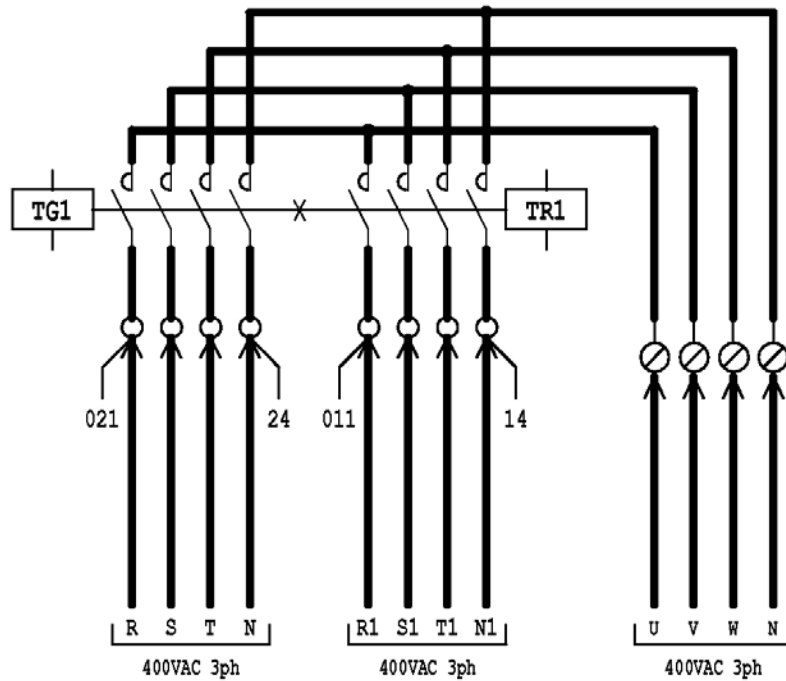 TG1 TR1
021 24 011 14
R S T N R1 S1 T1 N1 U V W N
400VAC 3ph 400VAC 3ph 400VAC 3ph